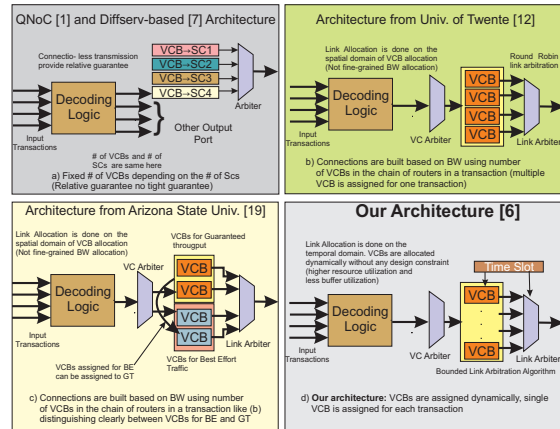 QNoC [1] and Diffserv-based [7] Architecture
Connectio- less transmission
provide relative guarantee
VCB→SC1
VCB→SC2
VCB→SC3
VCB→SC4
Arbiter
Decoding
Logic
Input
Transactions
Other Output
Port
# of VCBs and # of
SCs are same here
a) Fixed # of VCBs depending on the # of Scs
(Relative guarantee no tight guarantee)
Architecture from Univ. of Twente [12]
Link Allocation is done on the
spatial domain of VCB allocation
(Not fine-grained BW allocation)
Round Robin
link arbitration
Decoding
Logic
VCB
VCB
VCB
VCB
Input
Transactions
VC Arbiter
Link Arbiter
b) Connections are built based on BW using number
of VCBs in the chain of routers in a transaction (multiple
VCB is assigned for one transaction)
Architecture from Arizona State Univ. [19]
Link Allocation is done on the
spatial domain of VCB allocation
(Not fine-grained BW allocation)
VCBs for Guaranteed
througput
VC Arbiter
Decoding
Logic
VCB
VCB
VCB
VCB
Link Arbiter
Input
Transactions
VCBs assigned for BE
can be assigned to GT
VCBs for Best Effort
Traffic
c) Connections are built based on BW using number
of VCBs in the chain of routers in a transaction like (b)
distinguishing clearly between VCBs for BE and GT
Our Architecture [6]
Link Allocation is done on the
temporal domain. VCBs are allocated
dynamically without any design constraint
(higher resource utilization and
less buffer utilization)
Time Slot
Decoding
Logic
VCB
VCB
Input
Transactions
VC Arbiter
Link Arbiter
Bounded Link Arbitration Algorithm
d) Our architecture: VCBs are assigned dynamically, single
VCB is assigned for each transaction